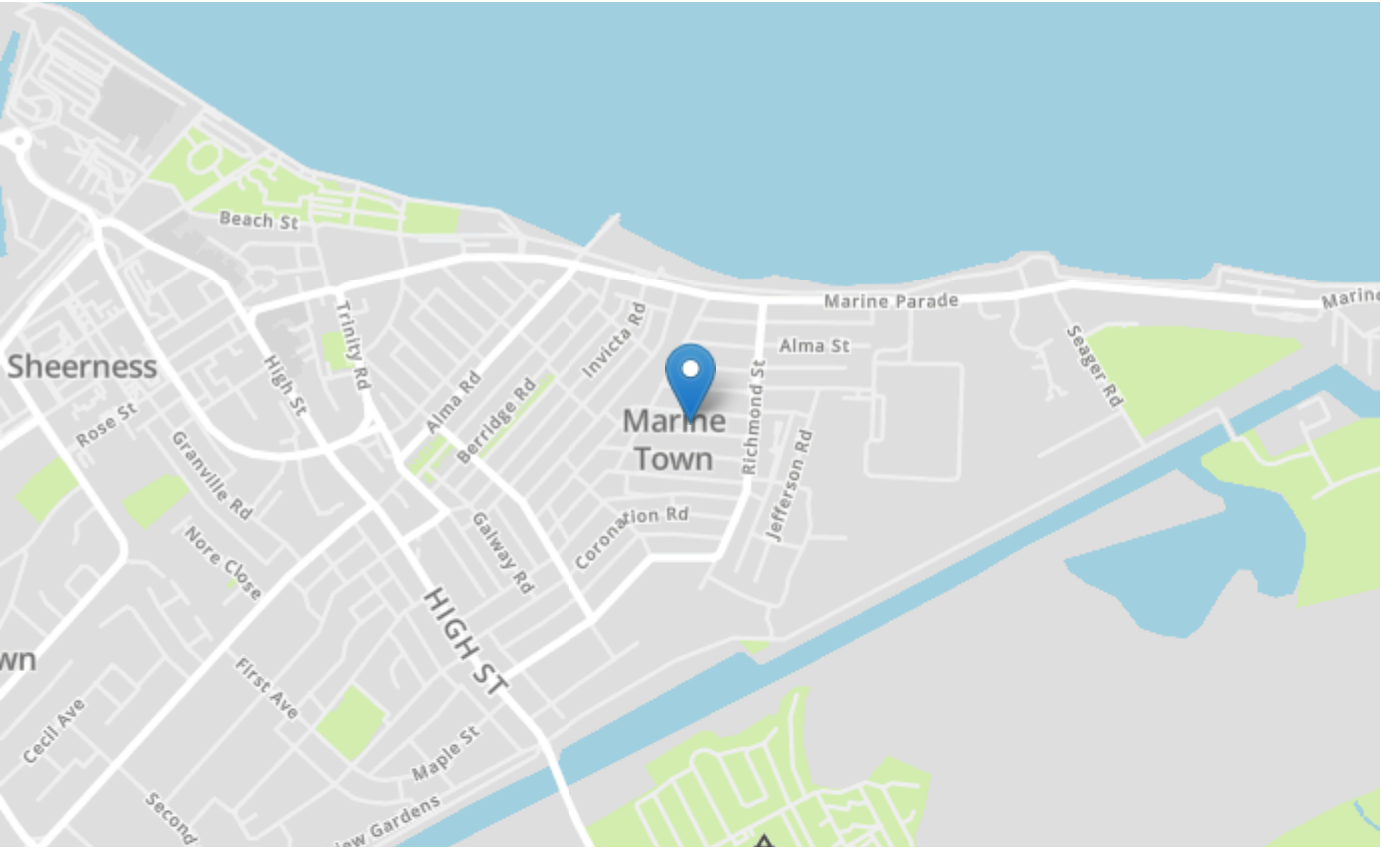 Beach St
Marine Parade
Marine
Trinity Rd
Invicta Rd
Alma St
Seager Rd
Sheerness
High St
Alma Rd
Berridge Rd
Richmond St
Rose St
Marine
Town
Granville Rd
Jefferson Rd
Coronation Rd
Galway Rd
Nore Close
HIGH ST
wn
First Ave
Cecil Ave
Maple St
Second
iew Gardens